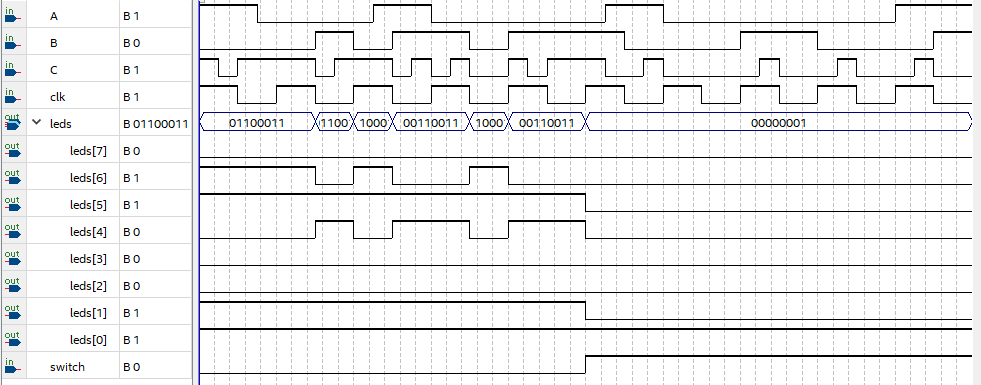 in A B 1
in B B 0
in C B 1
in clk B 1
out leds B 01100011 01100011 1100 1000 00110011 1000 00110011 00000001
out leds[7] B 0
out leds[6] B 1
out leds[5] B 1
out leds[4] B 0
out leds[3] B 0
out leds[2] B 0
out leds[1] B 1
out leds[0] B 1
in switch B 0